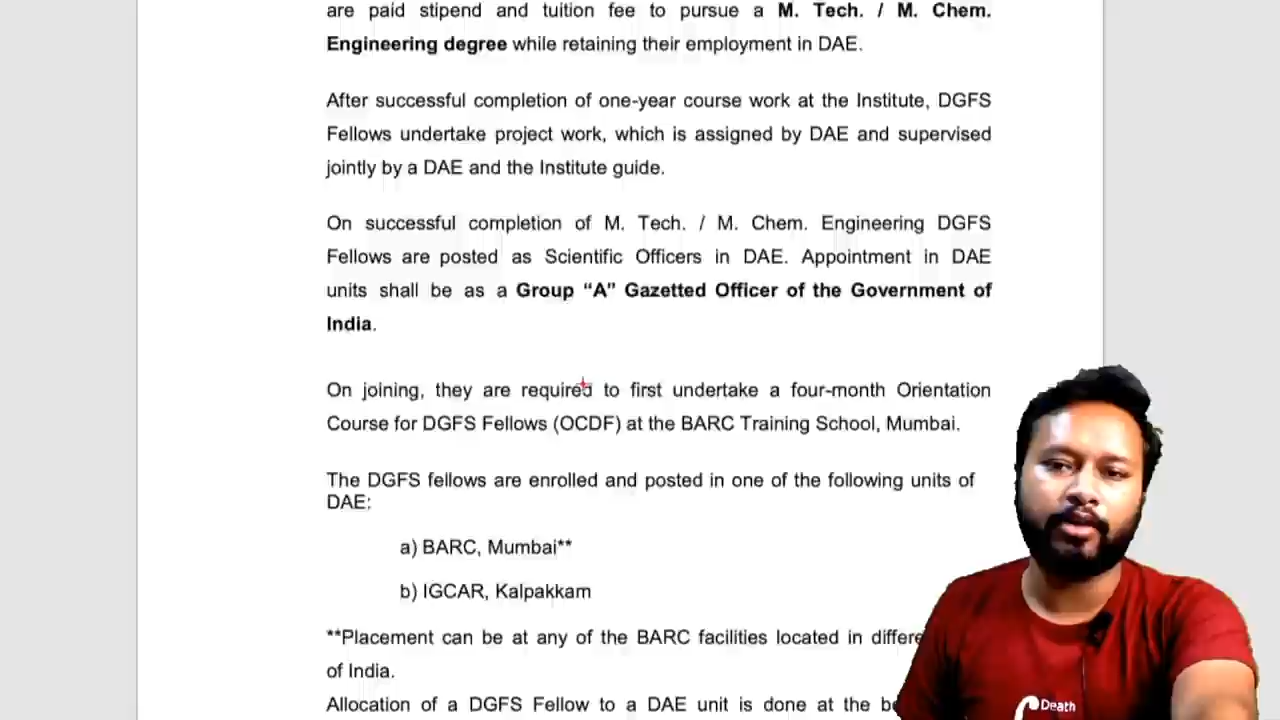 are paid stipend and tuition fee to pursue a M. Tech. / M. Chem.
Engineering degree while retaining their employment in DAE.
After successful completion of one-year course work at the Institute, DGFS
Fellows undertake project work, which is assigned by DAE and supervised
jointly by a DAE and the Institute guide.
On successful completion of M. Tech. / M. Chem. Engineering DGFS
Fellows are posted as Scientific Officers in DAE. Appointment in DAE
units shall be as a Group “A” Gazetted Officer of the Government of
India.
On joining, they are required to first undertake a four-month Orientation
Course for DGFS Fellows (OCDF) at the BARC Training School, Mumbai.
The DGFS fellows are enrolled and posted in one of the following units of
DAE:
a) BARC, Mumbai**
b) IGCAR, Kalpakkam
**Placement can be at any of the BARC facilities located in
of India.
Allocation of a DGFS Fellow to a DAE unit is done at the
Death